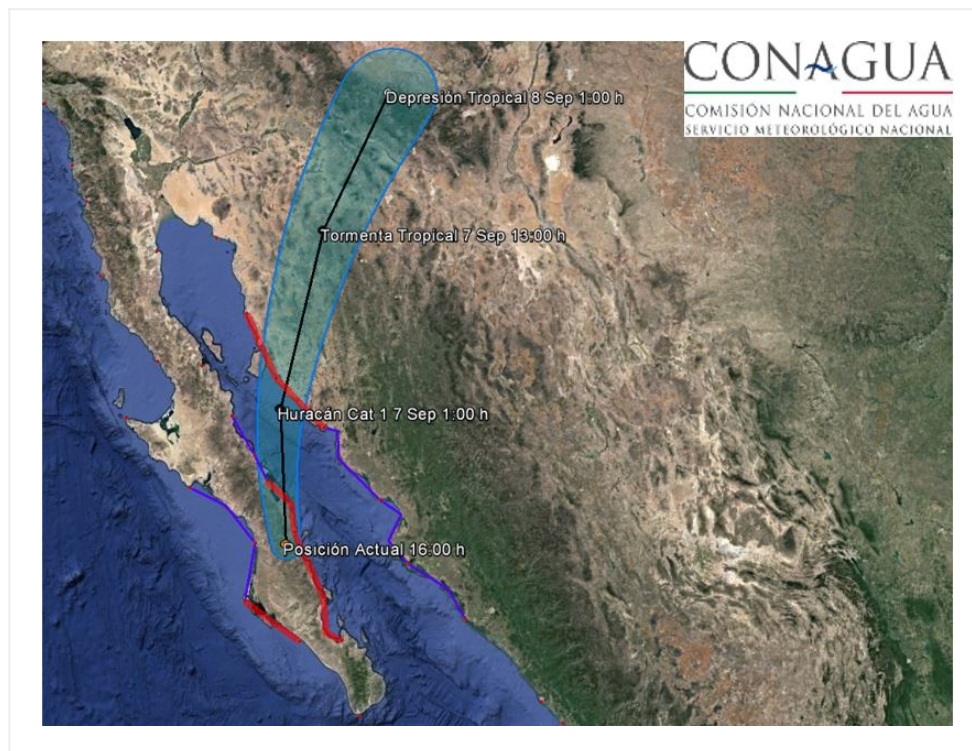 CONAGUA
COMISIÓN NACIONAL DEL AGUA
SERVICIO METEOROLÓGICO NACIONAL
Depresión Tropical 8 Sep 1:00 h
Tormenta Tropical 7 Sep 13:00 h
Huracán Cat 1 7 Sep 1:00 h
Posición Actual 16:00 h